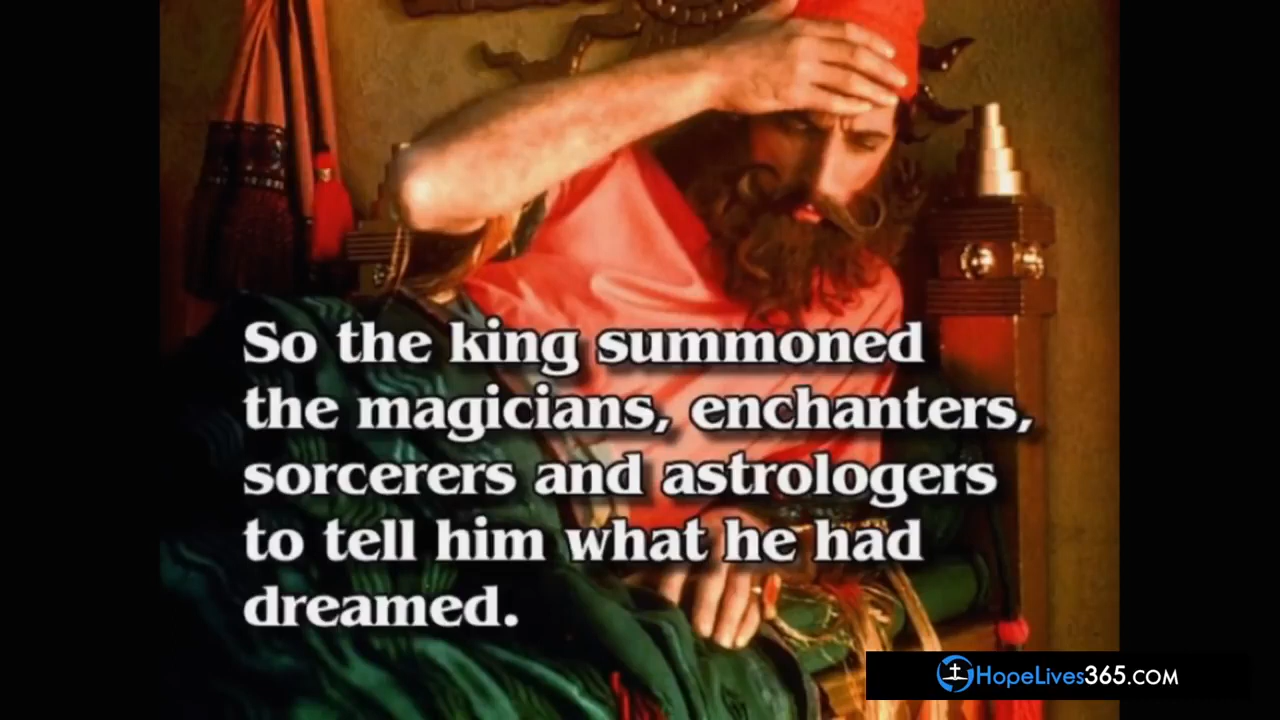 So the king summoned
the magicians, enchanters,
sorcerers and astrologers
to tell him what he had
dreamed.
HopeLives365.COM